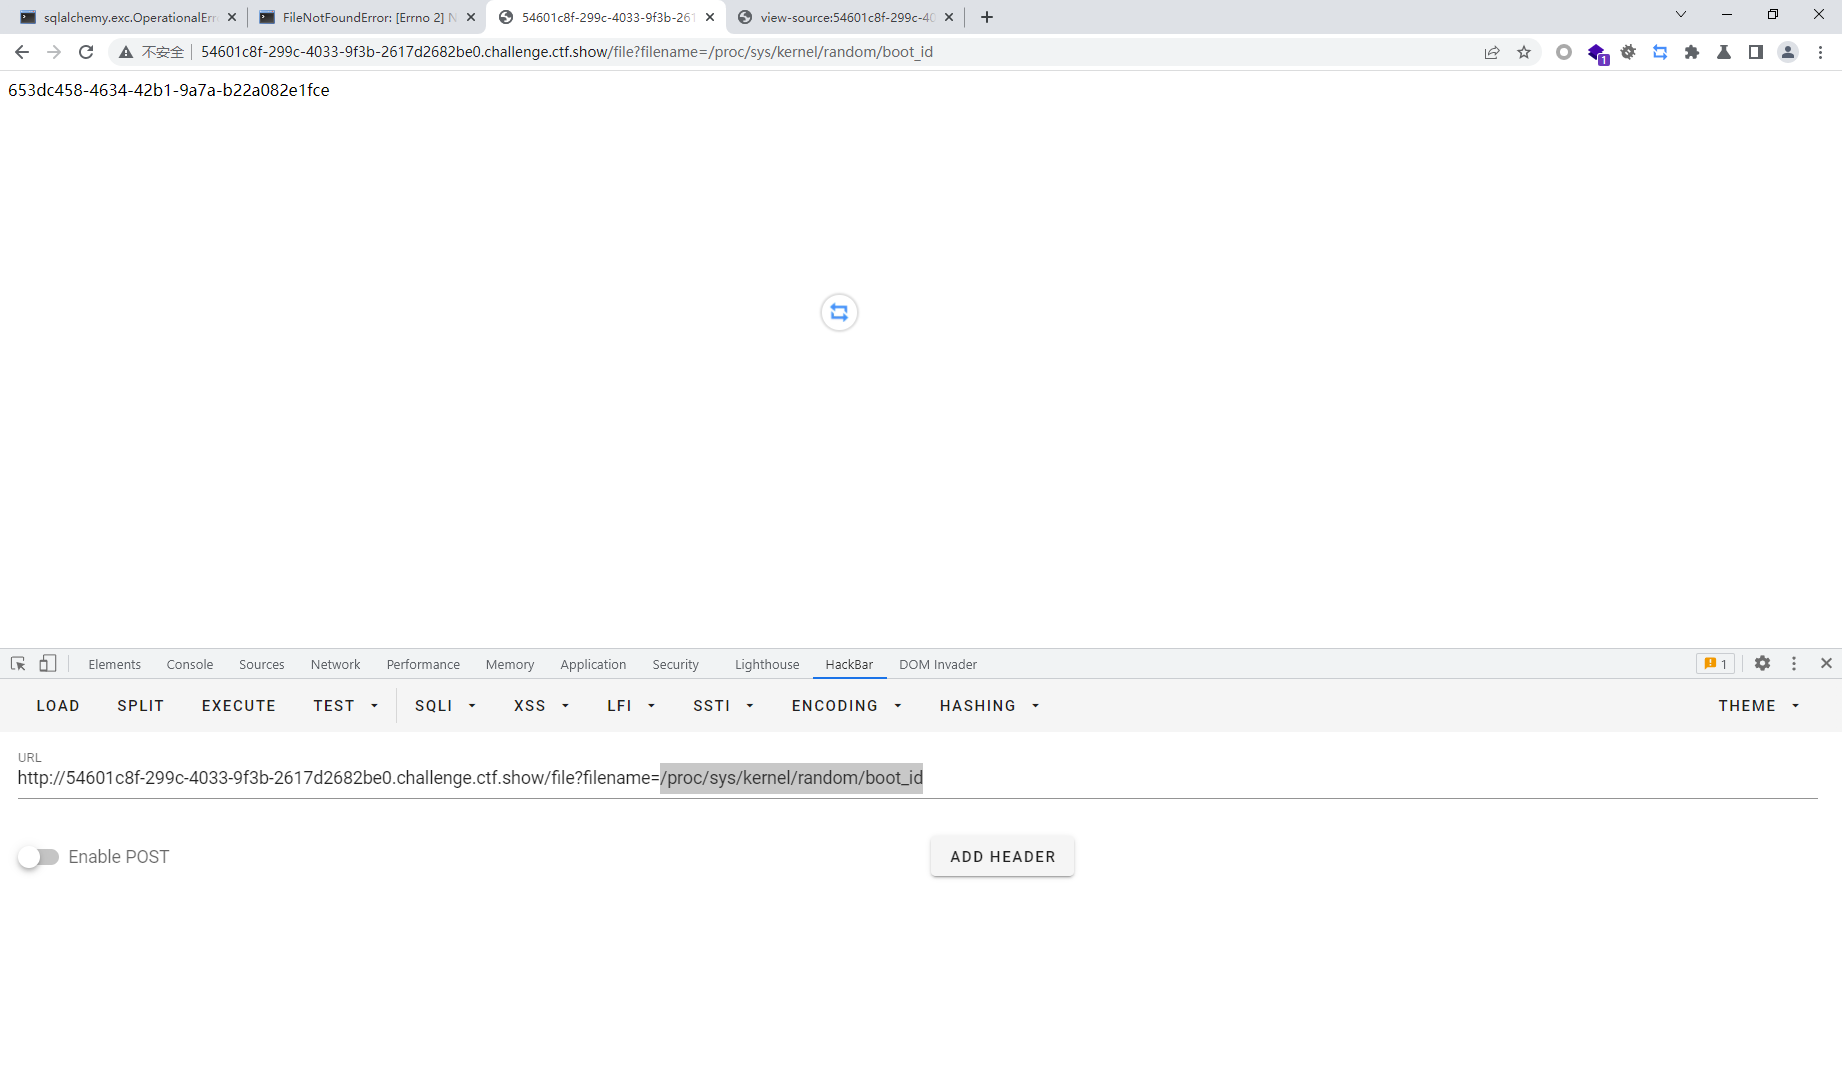 sqlalchemy.exc.OperationalErr
FileNotFoundError: [Errno 2] N
54601c8f-299c-4033-9f3b-261
view-source:54601c8f-299c-40
不安全
54601c8f-299c-4033-9f3b-2617d2682be0.challenge.ctf.show/file?filename=/proc/sys/kernel/random/boot_id
1
653dc458-4634-42b1-9a7a-b22a082e1fce
Elements Console Sources Network Performance Memory Application Security Lighthouse HackBar DOM Invader 1
LOAD SPLIT EXECUTE TEST SQLI XSS LFI SSTI ENCODING HASHING THEME
URL
http://54601c8f-299c-4033-9f3b-2617d2682be0.challenge.ctf.show/file?filename=/proc/sys/kernel/random/boot_id
Enable POST
ADD HEADER